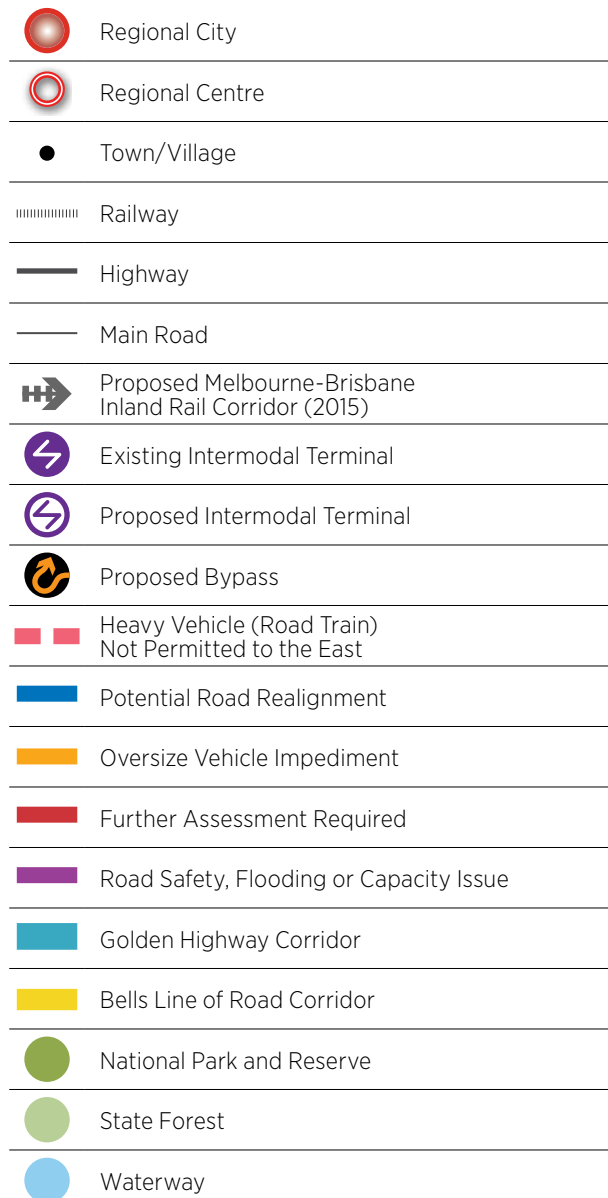 Regional City
Regional Centre
Town/Village
Railway
Highway
Main Road
Proposed Melbourne-Brisbane
Inland Rail Corridor (2015)
Existing Intermodal Terminal
Proposed Intermodal Terminal
Proposed Bypass
Heavy Vehicle (Road Train)
Not Permitted to the East
Potential Road Realignment
Oversize Vehicle Impediment
Further Assessment Required
Road Safety, Flooding or Capacity Issue
Golden Highway Corridor
Bells Line of Road Corridor
National Park and Reserve
State Forest
Waterway